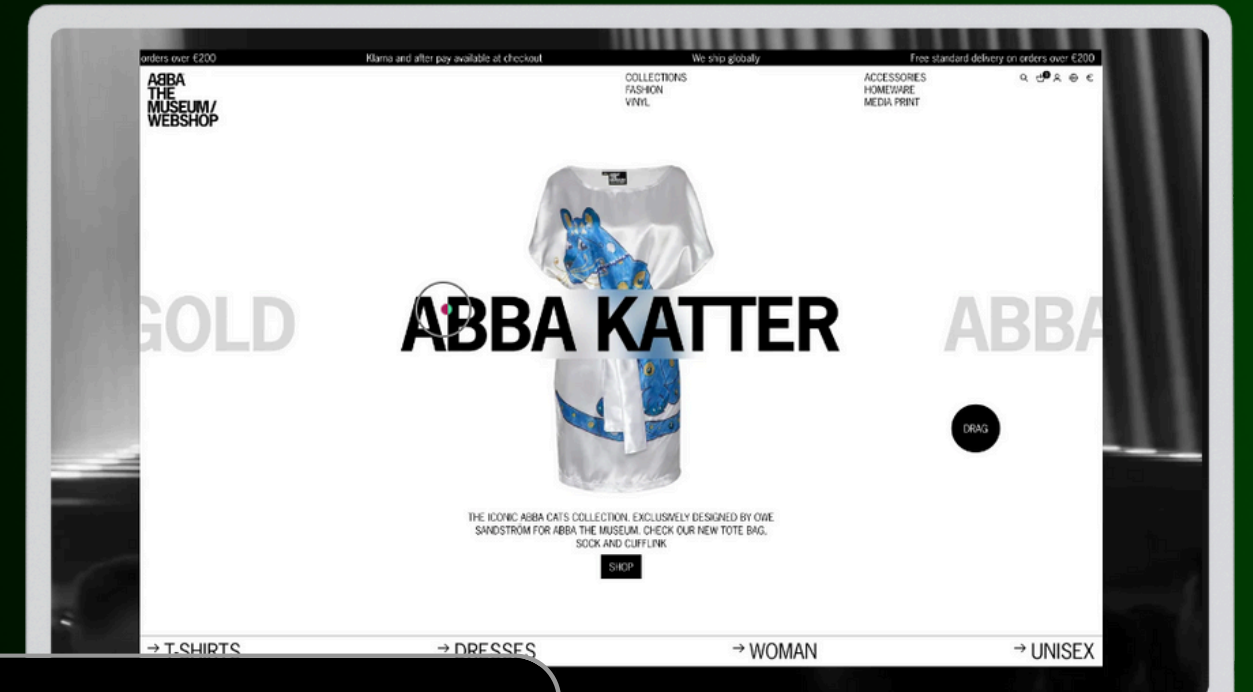 orders over €200
Klarna and after pay available at checkout
We ship globally
Free standard delivery on orders over €200
ABBA
THE
MUSEUM/
WEBSHOP
COLLECTIONS
FASHION
VINYL
ACCESSORIES
HOMEWARE
MEDIA PRINT
€
GOLD
ABBA KATTER
ABBA
DRAG
THE ICONIC ABBA CATS COLLECTION. EXCLUSIVELY DESIGNED BY OWE
SANDSTRÖM FOR ABBA THE MUSEUM. CHECK OUR NEW TOTE BAG,
SOCK AND CUFFLINK
SHOP
→ T-SHIRTS
→ DRESSES
→ WOMAN
→ UNISEX